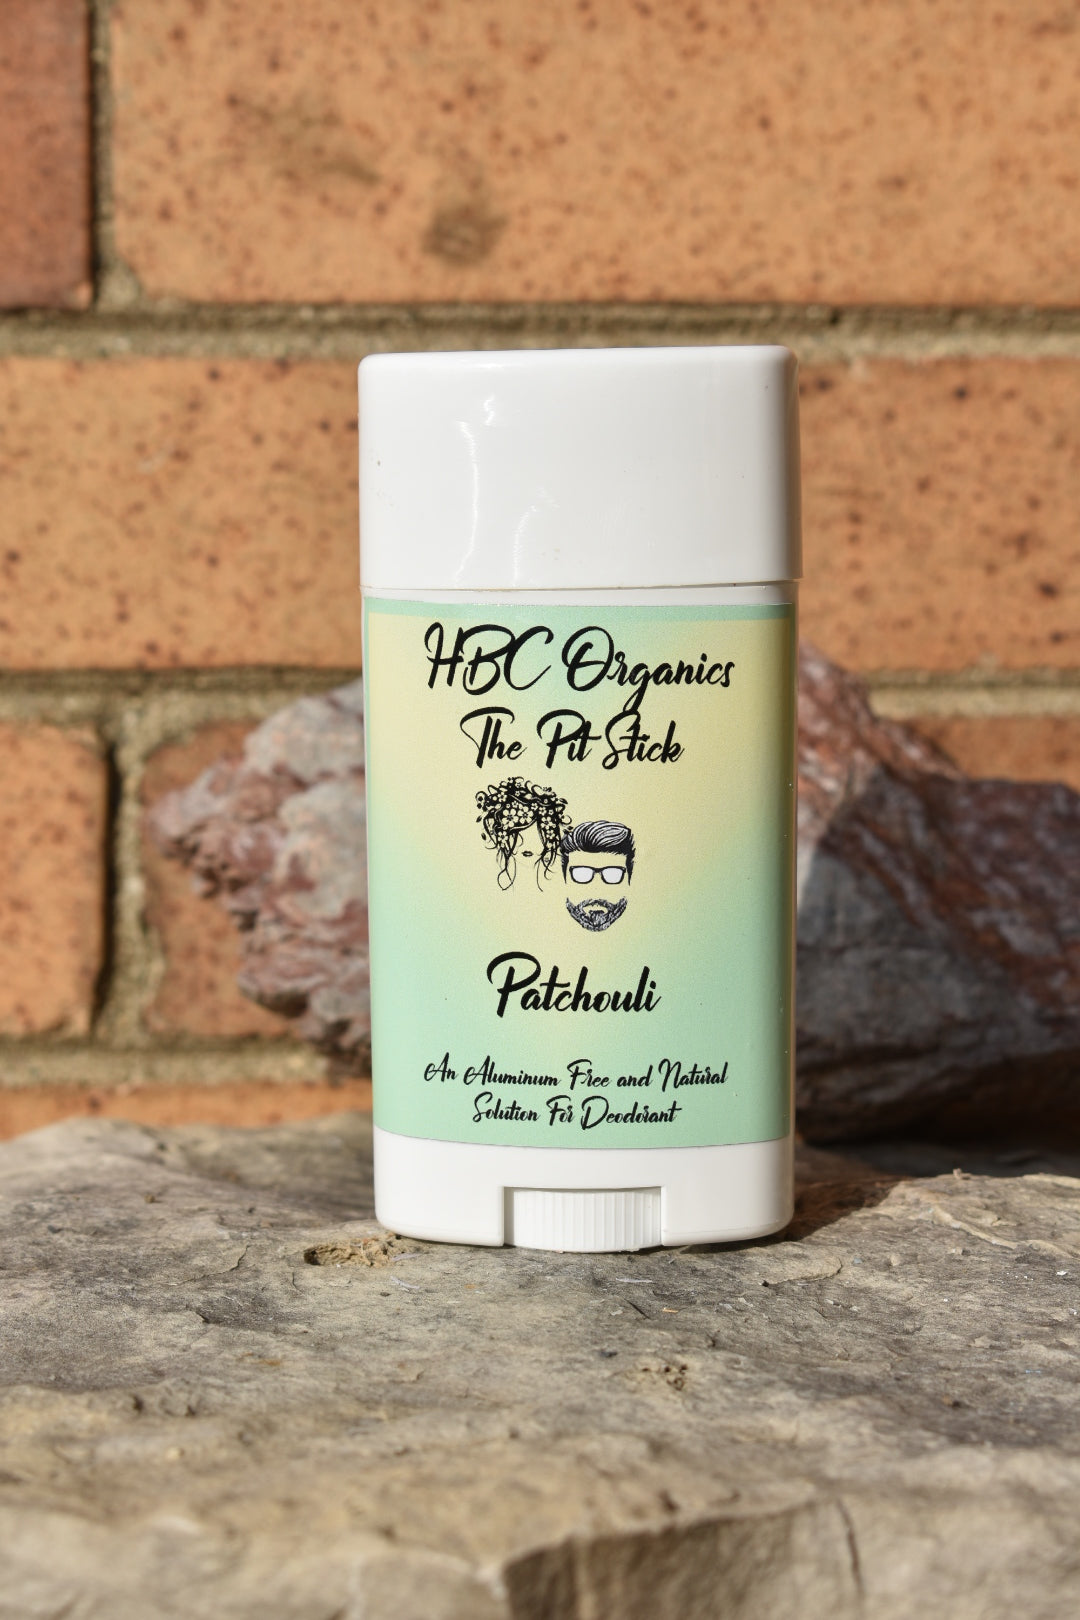 HBC Organics
The Pit Stick
Patchouli
An Aluminum Free and Natural
Solution For Deodorant